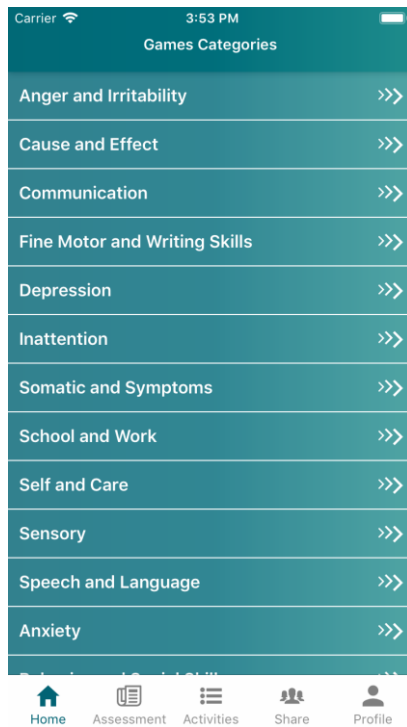 Carrier 3:53 PM
Games Categories
Anger and Irritability
Cause and Effect
Communication
Fine Motor and Writing Skills
Depression
Inattention
Somatic and Symptoms
School and Work
Self and Care
Sensory
Speech and Language
Anxiety
Home Assessment Activities Share Profile